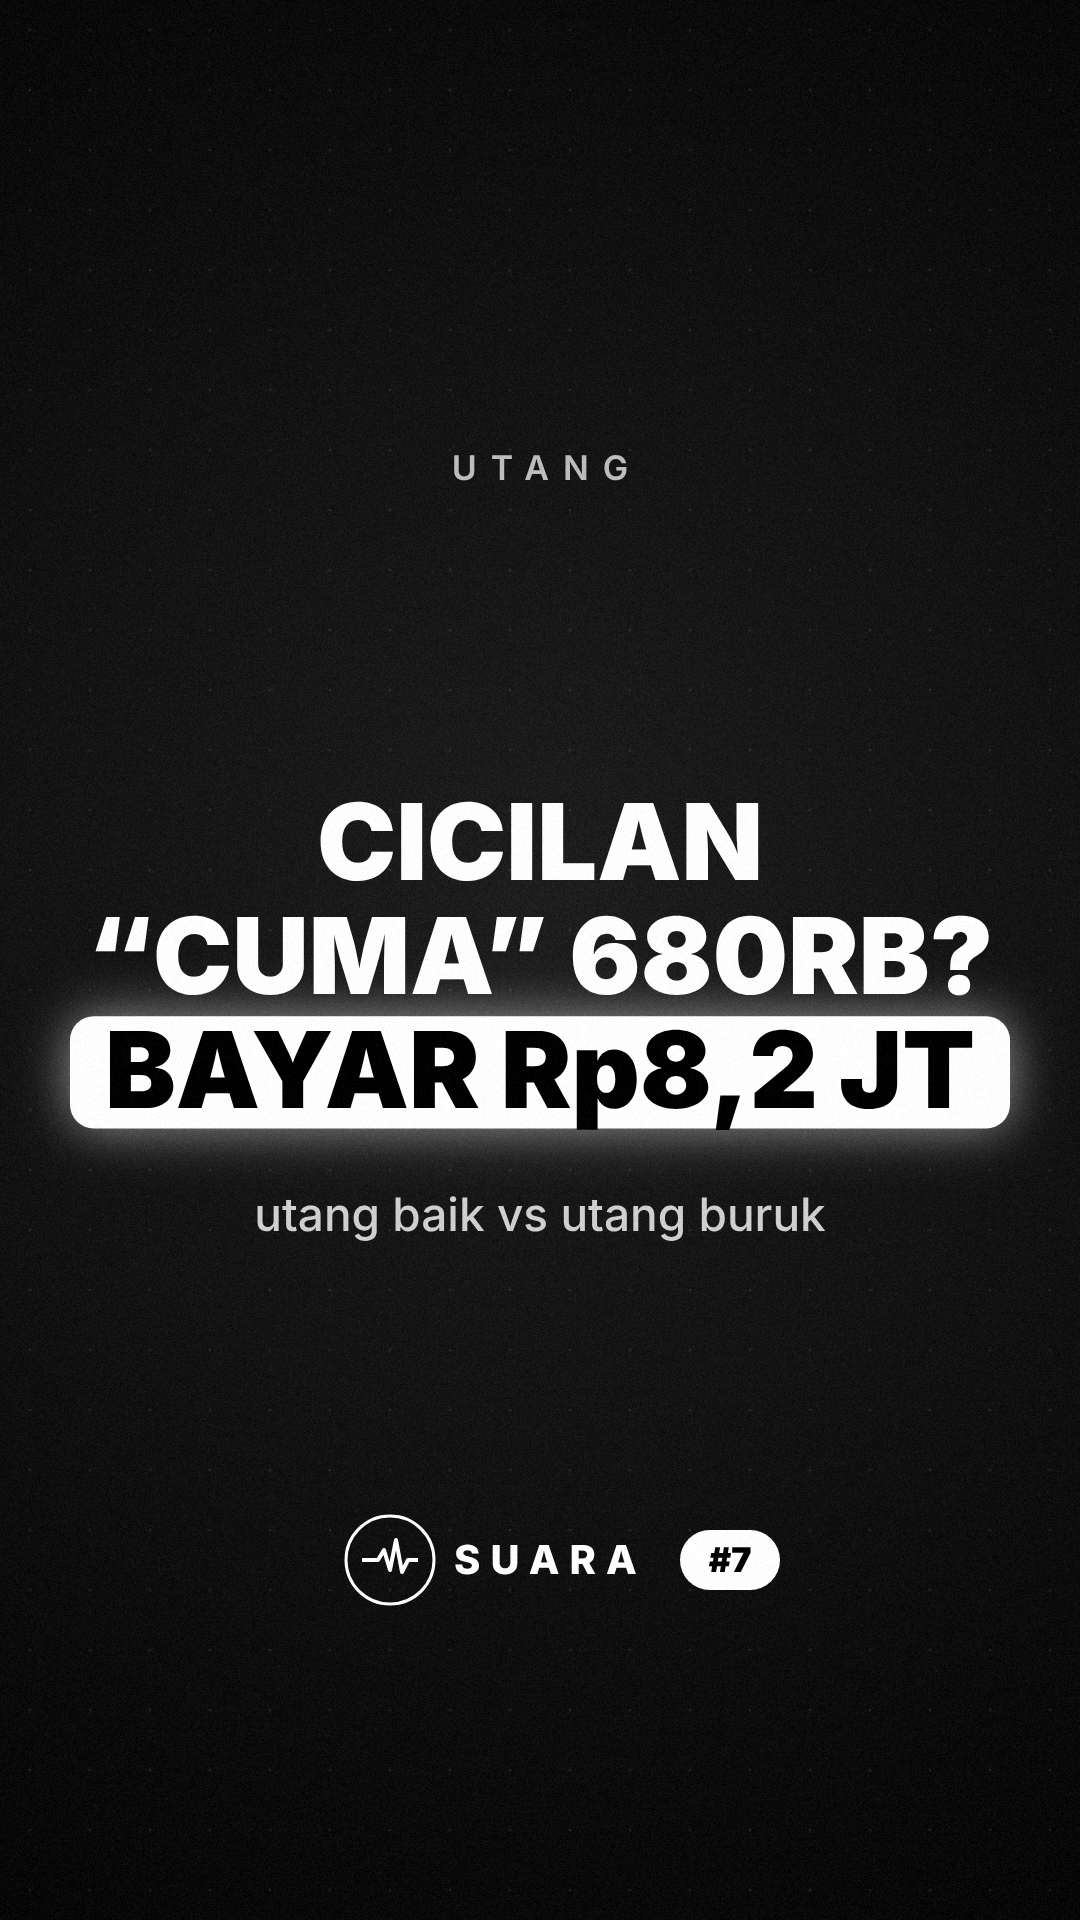 UTANG
CICILAN
“CUMA” 680RB?
BAYAR Rp8,2 JT
utang baik vs utang buruk
SUARA #7